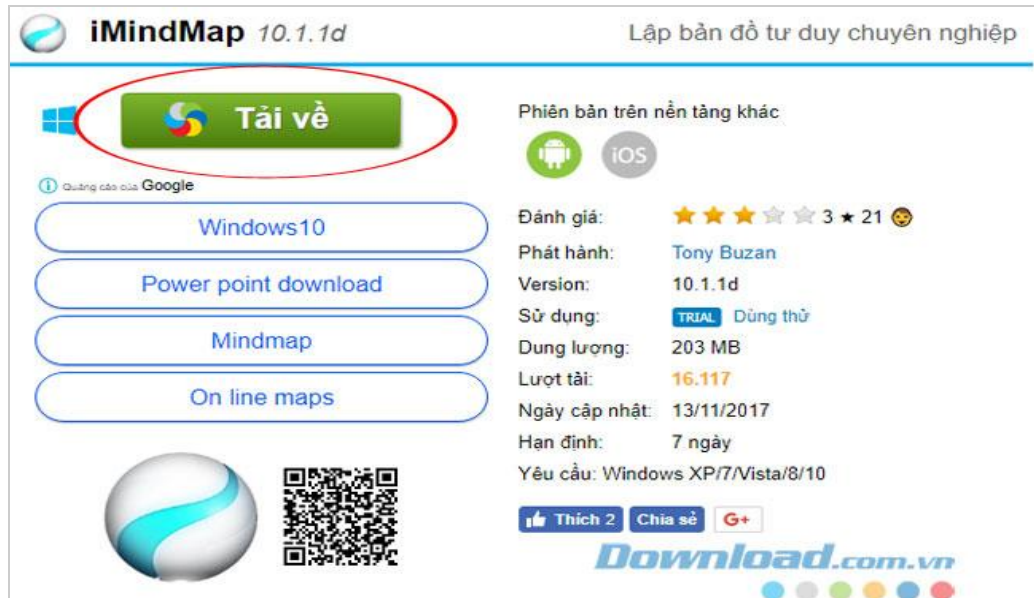 iMindMap 10.1.1d
Lập bản đồ tư duy chuyên nghiệp
Tải về
Quảng cáo của Google
Windows10
Power point download
Mindmap
On line maps
Phiên bản trên nền tảng khác
iOS
Đánh giá: 3 ★ 21
Phát hành: Tony Buzan
Version: 10.1.1d
Sử dụng: TRIAL Dùng thử
Dung lượng: 203 MB
Lượt tải: 16.117
Ngày cập nhật: 13/11/2017
Hạn định: 7 ngày
Yêu cầu: Windows XP/7/Vista/8/10
Thích 2 Chia sẻ G+
Download.com.vn